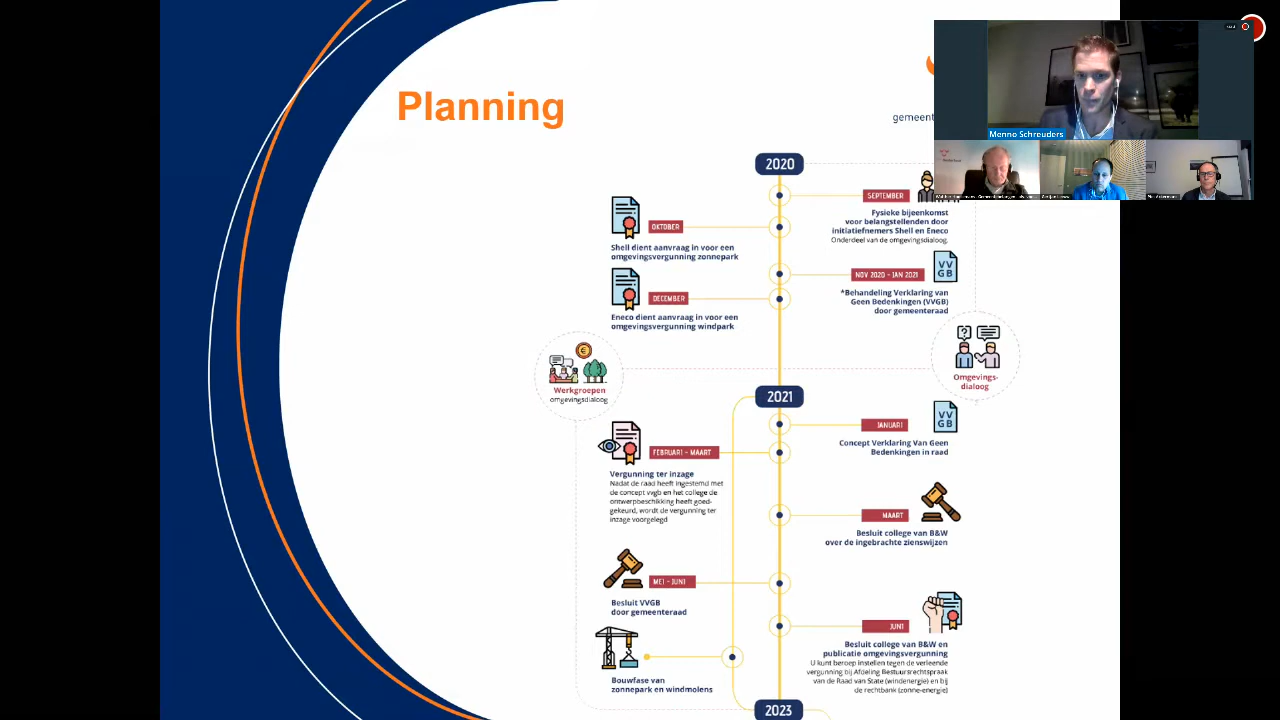 Planning
gemeent
Menno Schreuders
2020
SEPTEMBER
Fysieke bijeenkomst
voor belangstellenden door
initiatiefnemers Shell en Eneco
Onderdeel van de omgevingsdialoog.
OKTOBER
Shell dient aanvraag in voor een
omgevingsvergunning zonnepark
NOV 2020 - JAN 2021
VV
GB
*Behandeling Verklaring van
Geen Bedenkingen (VVGB)
door gemeenteraad
DECEMBER
Eneco dient aanvraag in voor een
omgevingsvergunning windpark
Werkgroepen
omgevingsdialoog
Omgevings-
dialoog
2021
JANUARI
VV
GB
Concept Verklaring Van Geen
Bedenkingen in raad
FEBRUARI - MAART
Vergunning ter inzage
Nadat de raad heeft ingestemd met
de concept vvgb en het college de
ontwerpbeschikking heeft goed-
gekeurd, wordt de vergunning ter
inzage voorgelegd
MAART
Besluit college van B&W
over de ingebrachte zienswijzen
MEI - JUNI
Besluit VVGB
door gemeenteraad
JUNI
Besluit college van B&W en
publicatie omgevingsvergunning
U kunt beroep instellen tegen de verleende
vergunning bij Afdeling Bestuursrechtspraak
van de Raad van State (windenergie) en bij
de rechtbank (zonne-energie)
Bouwfase van
zonnepark en windmolens
2023